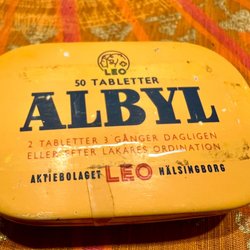 LEO
50 TABLETTER
ALBYL
2 TABLETTER 3 GÅNGER DAGLIGEN
ELLER EFTER LÄKARES ORDINATION
AKTIEBOLAGET LEO HÄLSINGBORG